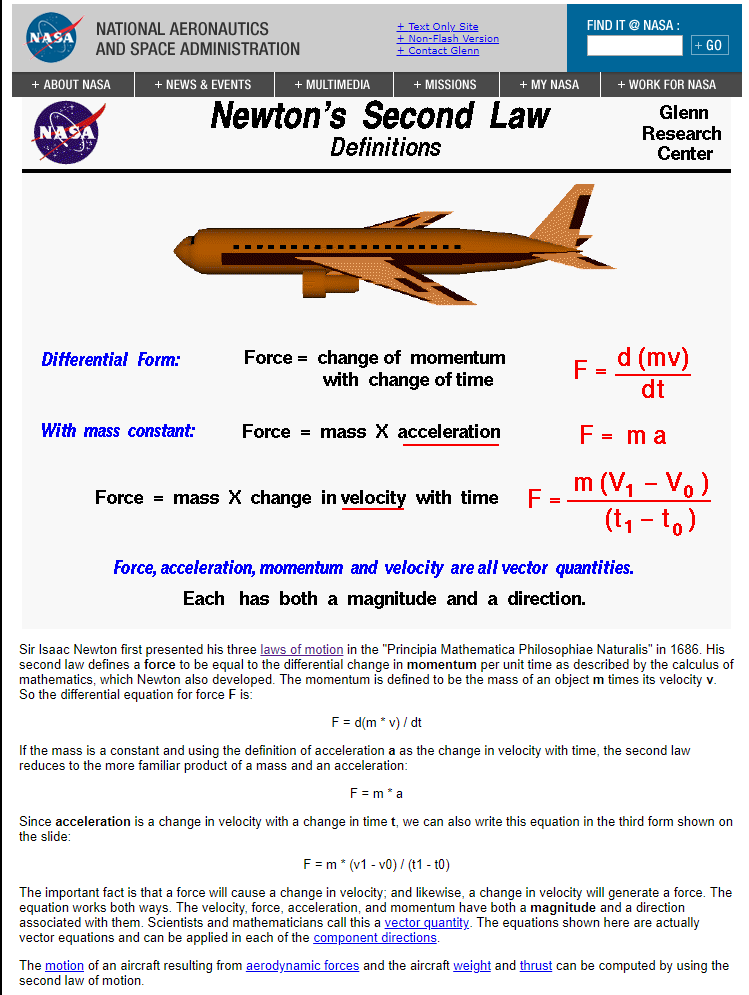 NASA
NATIONAL AERONAUTICS
AND SPACE ADMINISTRATION
+ Text Only Site
+ Non-Flash Version
+ Contact Glenn
FIND IT @ NASA :
+ GO
+ ABOUT NASA
+ NEWS & EVENTS
+ MULTIMEDIA
+ MISSIONS
+ MY NASA
+ WORK FOR NASA
NASA
Newton's Second Law
Definitions
Glenn
Research
Center
Differential Form:
Force = change of momentum
with change of time
F = d (mv) / dt
With mass constant:
Force = mass X acceleration
F = m a
Force = mass X change in velocity with time
F = m (V₁ – V₀ ) / (t₁ – t₀ )
Force, acceleration, momentum and velocity are all vector quantities.
Each has both a magnitude and a direction.
Sir Isaac Newton first presented his three laws of motion in the "Principia Mathematica Philosophiae Naturalis" in 1686. His
second law defines a force to be equal to the differential change in momentum per unit time as described by the calculus of
mathematics, which Newton also developed. The momentum is defined to be the mass of an object m times its velocity v.
So the differential equation for force F is:
F = d(m * v) / dt
If the mass is a constant and using the definition of acceleration a as the change in velocity with time, the second law
reduces to the more familiar product of a mass and an acceleration:
F = m * a
Since acceleration is a change in velocity with a change in time t, we can also write this equation in the third form shown on
the slide:
F = m * (v1 - v0) / (t1 - t0)
The important fact is that a force will cause a change in velocity; and likewise, a change in velocity will generate a force. The
equation works both ways. The velocity, force, acceleration, and momentum have both a magnitude and a direction
associated with them. Scientists and mathematicians call this a vector quantity. The equations shown here are actually
vector equations and can be applied in each of the component directions.
The motion of an aircraft resulting from aerodynamic forces and the aircraft weight and thrust can be computed by using the
second law of motion.